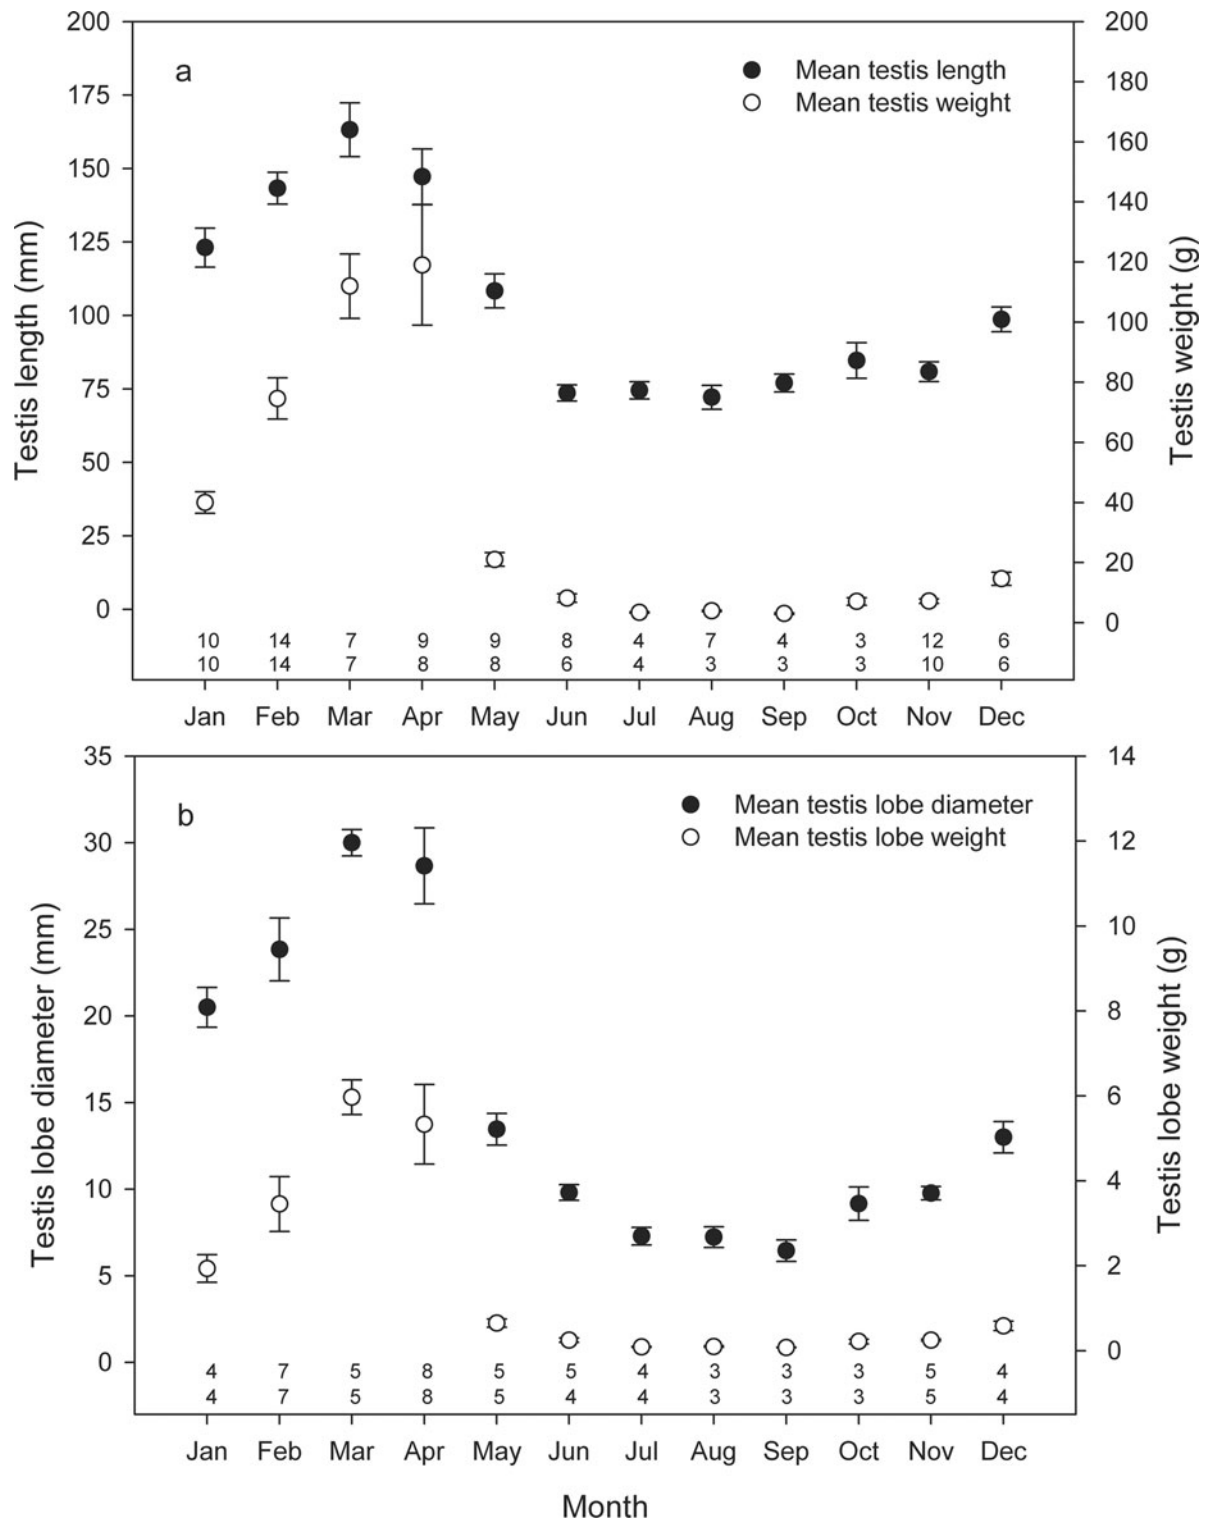 200 200
a
Mean testis length
Mean testis weight
175 180
150 160
125 140
100 120
75 100
50 80
25 60
0 40
20
0
Testis length (mm)
Testis weight (g)
10 14 7 9 9 8 4 7 4 3 12 6
10 14 7 8 8 6 4 3 3 3 10 6
Jan Feb Mar Apr May Jun Jul Aug Sep Oct Nov Dec
35 14
b
Mean testis lobe diameter
Mean testis lobe weight
30 12
25 10
20 8
15 6
10 4
5 2
0 0
Testis lobe diameter (mm)
Testis lobe weight (g)
4 7 5 8 5 5 4 3 3 3 5 4
4 7 5 8 5 4 4 3 3 3 5 4
Jan Feb Mar Apr May Jun Jul Aug Sep Oct Nov Dec
Month